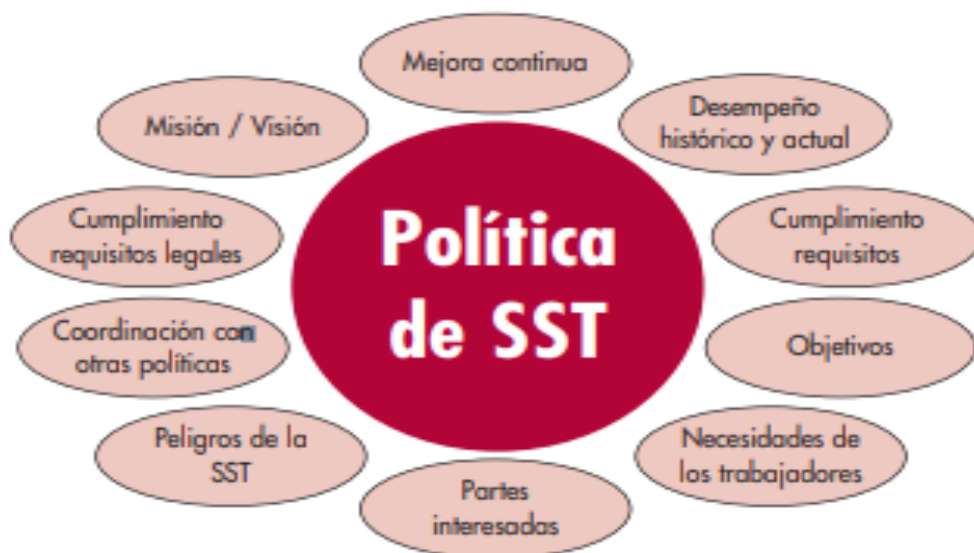 Mejora continua
Desempeño
histórico y actual
Misión / Visión
Política
de SST
Cumplimiento
requisitos legales
Cumplimiento
requisitos
Coordinación con
otras políticas
Objetivos
Peligros de la
SST
Necesidades de
los trabajadores
Partes
interesadas